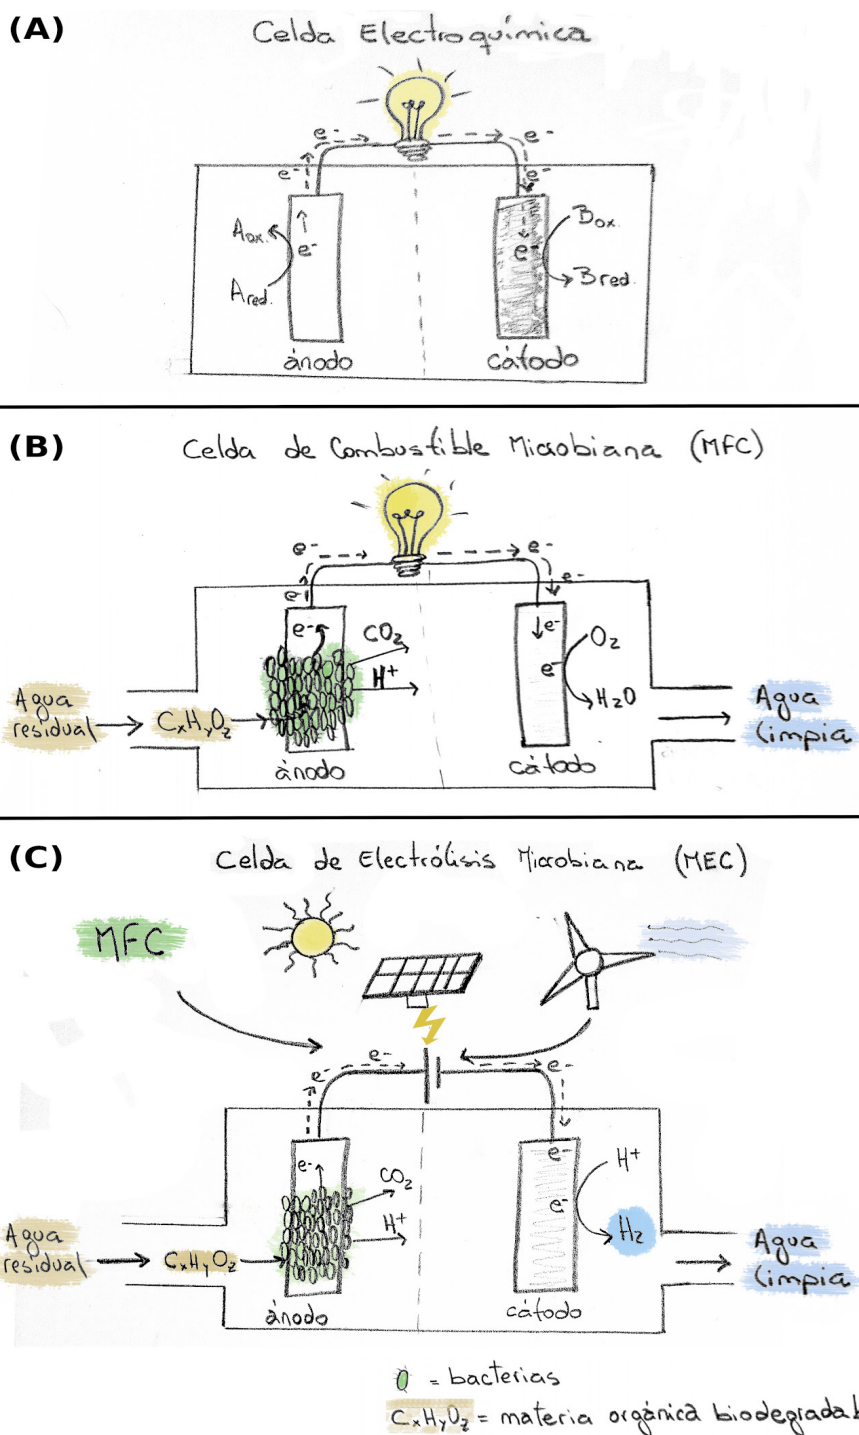 (A)
Celda Electroquímica
e- e-
e- e-
Aox. e- e- Box.
Ared. Bred.
ánodo cátodo
(B)
Celda de Combustible Microbiana (MFC)
e- e-
e- e-
e- CO2 e- O2
H+ e- H2O
Agua residual CxHyOz
Agua limpia
ánodo cátodo
(C)
Celda de Electrólisis Microbiana (MEC)
MFC
e- e-
e-
e- CO2 e- H+
H+ e- H2
Agua residual CxHyOz
Agua limpia
ánodo cátodo
= bacterias
CxHyOz = materia orgánica biodegradab